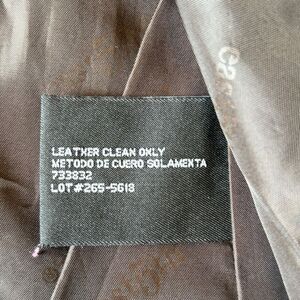 LEATHER CLEAN ONLY
METODO DE CUERO SOLAMENTA
733832
LOT#265-5618